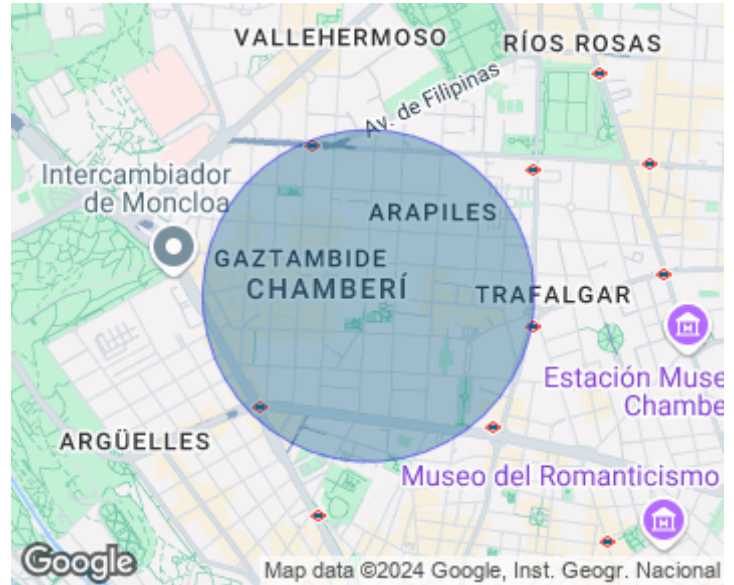 VALLEHERMOSO
RÍOS ROSAS
Av. de Filipinas
Intercambiador
de Moncloa
ARAPILES
GAZTAMBIDE
CHAMBERÍ
TRAFALGAR
Estación Muse
Chambe
ARGÜELLES
Museo del Romanticismo
Google
Map data ©2024 Google, Inst. Geogr. Nacional